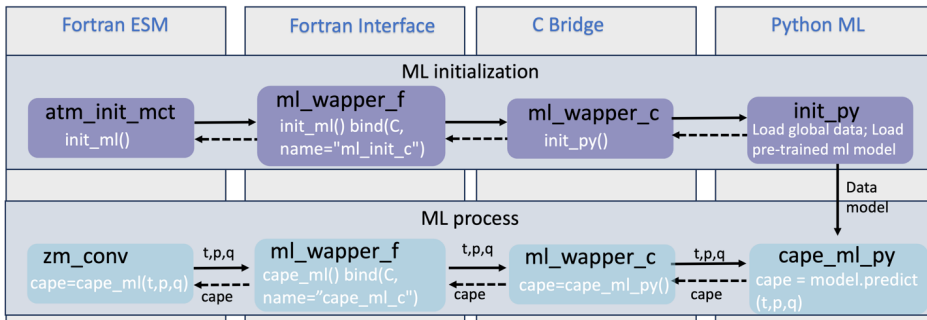 Fortran ESM
Fortran Interface
C Bridge
Python ML
ML initialization
atm_init_mct
init_ml()
ml_wapper_f
init_ml() bind(C,
name="ml_init_c")
ml_wapper_c
init_py()
init_py
Load global data; Load
pre-trained ml model
Data
model
ML process
zm_conv
cape=cape_ml(t,p,q)
t,p,q
cape
ml_wapper_f
cape_ml() bind(C,
name=”cape_ml_c")
t,p,q
cape
ml_wapper_c
cape=cape_ml_py()
t,p,q
cape
cape_ml_py
cape = model.predict
(t,p,q)